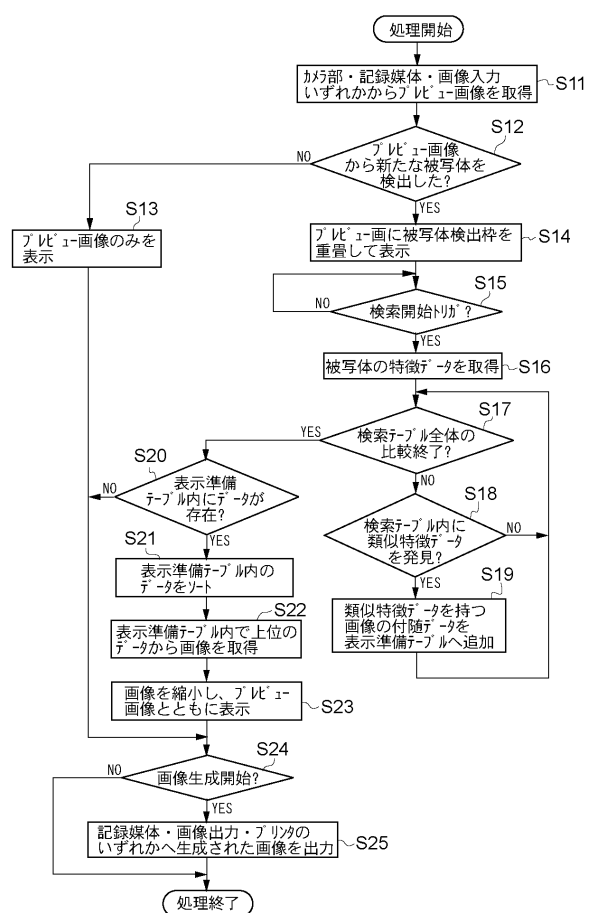 処理開始
カメラ部・記録媒体・画像入力
いずれかからプレビュー画像を取得
S11
S12
プレビュー画像
から新たな被写体を
検出した?
NO
YES
S13
プレビュー画像のみを
表示
プレビュー画に被写体検出枠を
重畳して表示
S14
S15
検索開始トリガ?
NO
YES
被写体の特徴データを取得
S16
S17
検索テーブル全体の
比較終了?
YES
NO
S20
表示準備
テーブル内にデータが
存在?
NO
YES
S18
検索テーブル内に
類似特徴データ
を発見?
NO
YES
S21
表示準備テーブル内の
データをソート
S19
類似特徴データを持つ
画像の付随データを
表示準備テーブルへ追加
S22
表示準備テーブル内で上位の
データから画像を取得
画像を縮小し、プレビュー
画像とともに表示
S23
S24
画像生成開始?
NO
YES
記録媒体・画像出力・プリンタの
いずれかへ生成された画像を出力
S25
処理終了